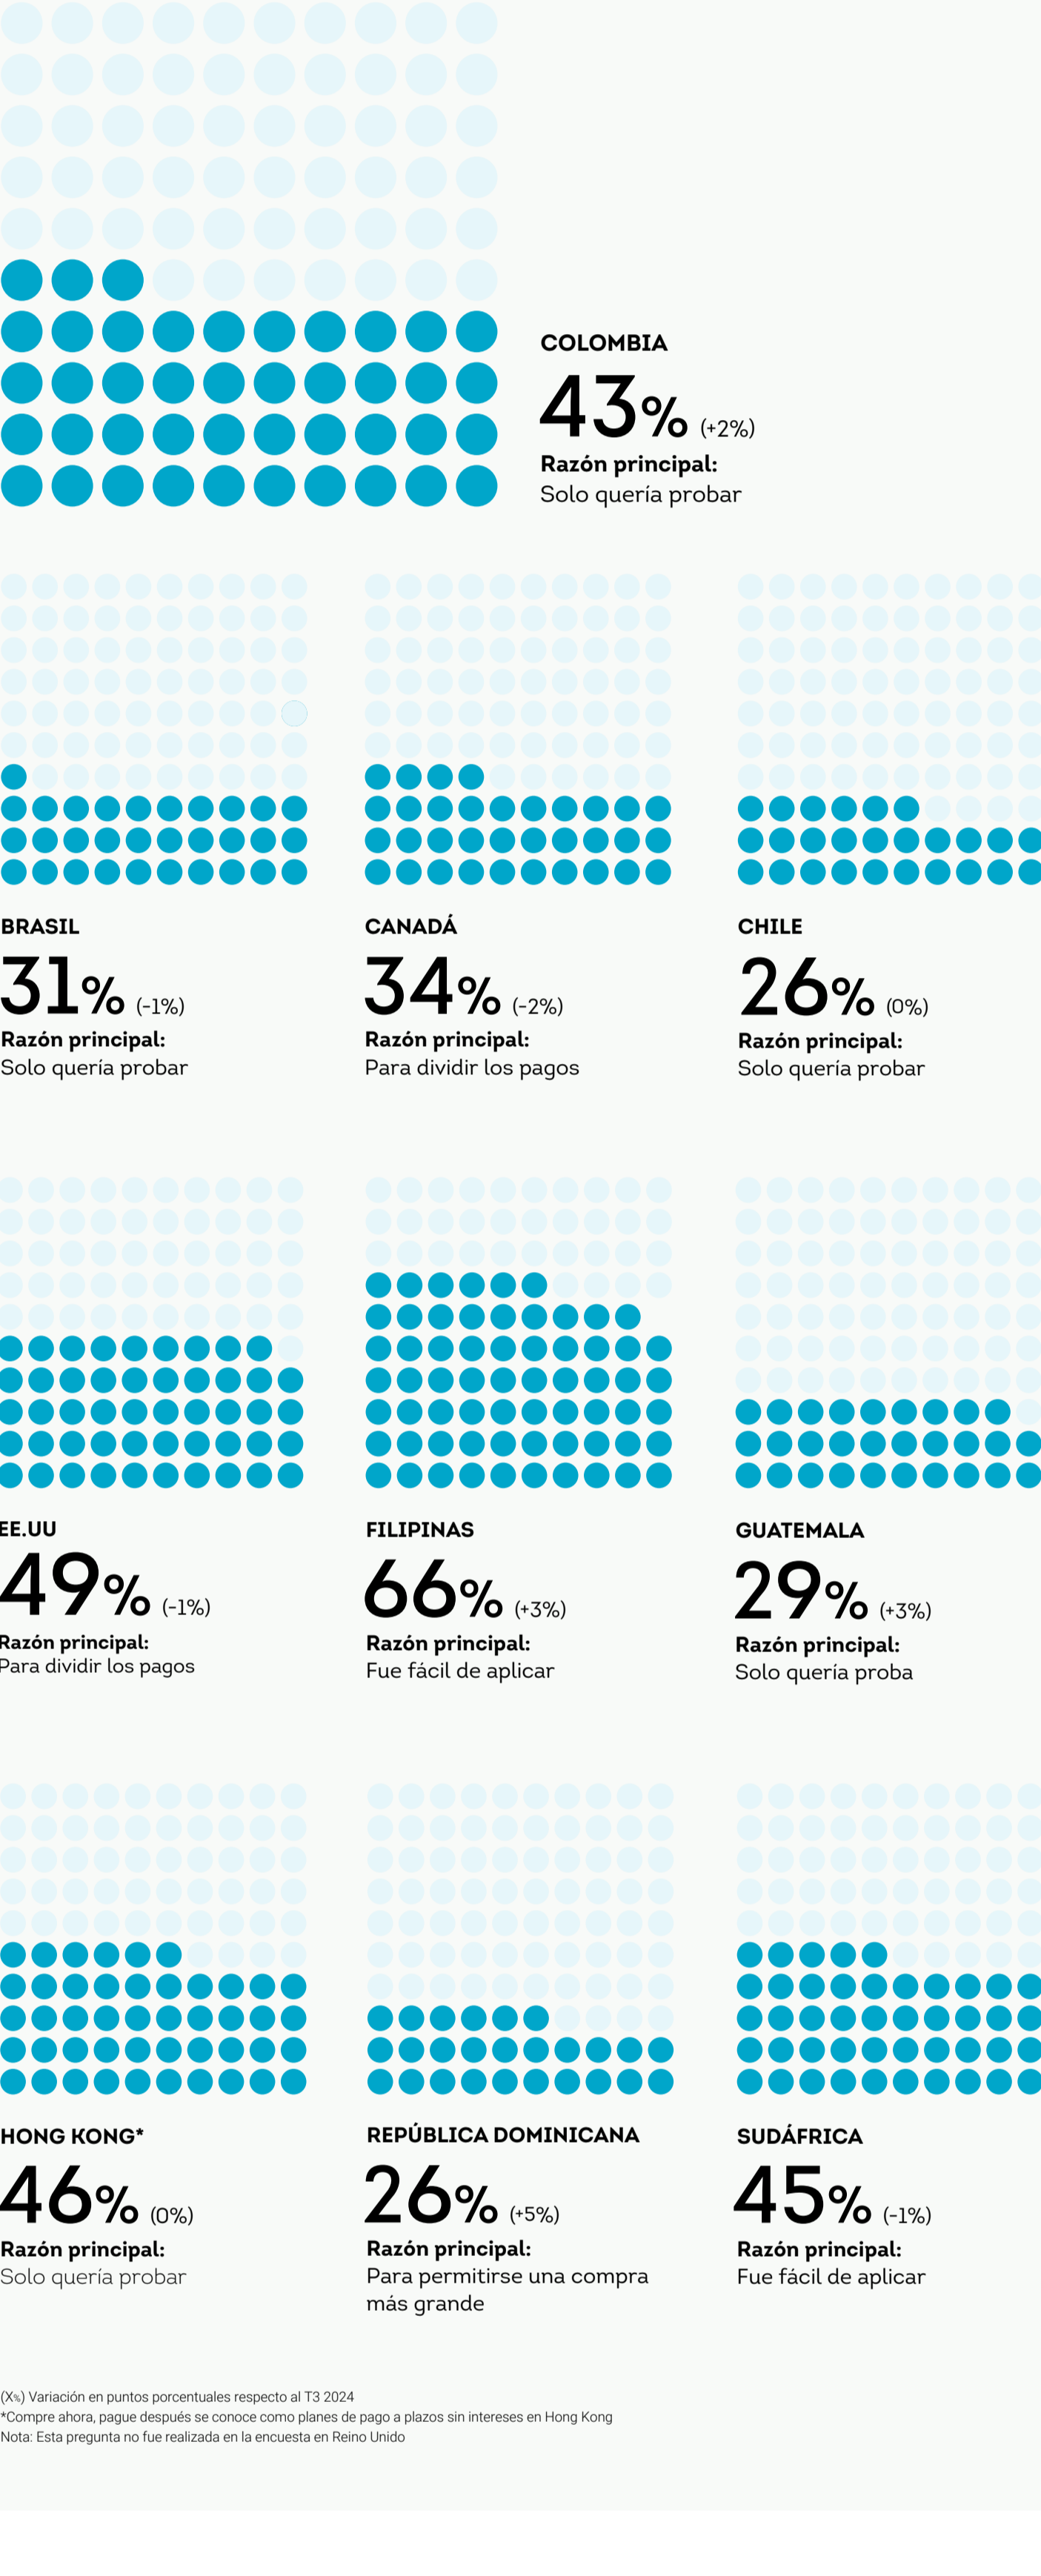 COLOMBIA
43% (+2%)
Razón principal:
Solo quería probar
BRASIL
31% (-1%)
Razón principal:
Solo quería probar
CANADÁ
34% (-2%)
Razón principal:
Para dividir los pagos
CHILE
26% (0%)
Razón principal:
Solo quería probar
EE.UU
49% (-1%)
Razón principal:
Para dividir los pagos
FILIPINAS
66% (+3%)
Razón principal:
Fue fácil de aplicar
GUATEMALA
29% (+3%)
Razón principal:
Solo quería proba
HONG KONG*
46% (0%)
Razón principal:
Solo quería probar
REPÚBLICA DOMINICANA
26% (+5%)
Razón principal:
Para permitirse una compra
más grande
SUDÁFRICA
45% (-1%)
Razón principal:
Fue fácil de aplicar
(X%) Variación en puntos porcentuales respecto al T3 2024
*Compre ahora, pague después se conoce como planes de pago a plazos sin intereses en Hong Kong
Nota: Esta pregunta no fue realizada en la encuesta en Reino Unido